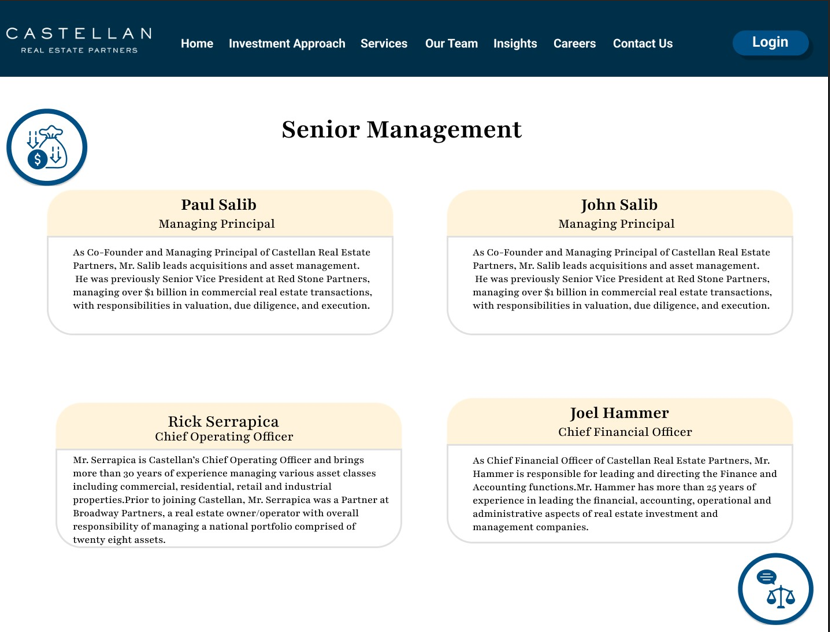 CASTELLAN
REAL ESTATE PARTNERS
Home Investment Approach Services Our Team Insights Careers Contact Us Login
Senior Management
$
Paul Salib
Managing Principal
As Co-Founder and Managing Principal of Castellan Real Estate
Partners, Mr. Salib leads acquisitions and asset management.
He was previously Senior Vice President at Red Stone Partners,
managing over $1 billion in commercial real estate transactions,
with responsibilities in valuation, due diligence, and execution.
John Salib
Managing Principal
As Co-Founder and Managing Principal of Castellan Real Estate
Partners, Mr. Salib leads acquisitions and asset management.
He was previously Senior Vice President at Red Stone Partners,
managing over $1 billion in commercial real estate transactions,
with responsibilities in valuation, due diligence, and execution.
Rick Serrapica
Chief Operating Officer
Mr. Serrapica is Castellan's Chief Operating Officer and brings
more than 30 years of experience managing various asset classes
including commercial, residential, retail and industrial
properties.Prior to joining Castellan, Mr. Serrapica was a Partner at
Broadway Partners, a real estate owner/operator with overall
responsibility of managing a national portfolio comprised of
twenty eight assets.
Joel Hammer
Chief Financial Officer
As Chief Financial Officer of Castellan Real Estate Partners, Mr.
Hammer is responsible for leading and directing the Finance and
Accounting functions.Mr. Hammer has more than 25 years of
experience in leading the financial, accounting, operational and
administrative aspects of real estate investment and
management companies.